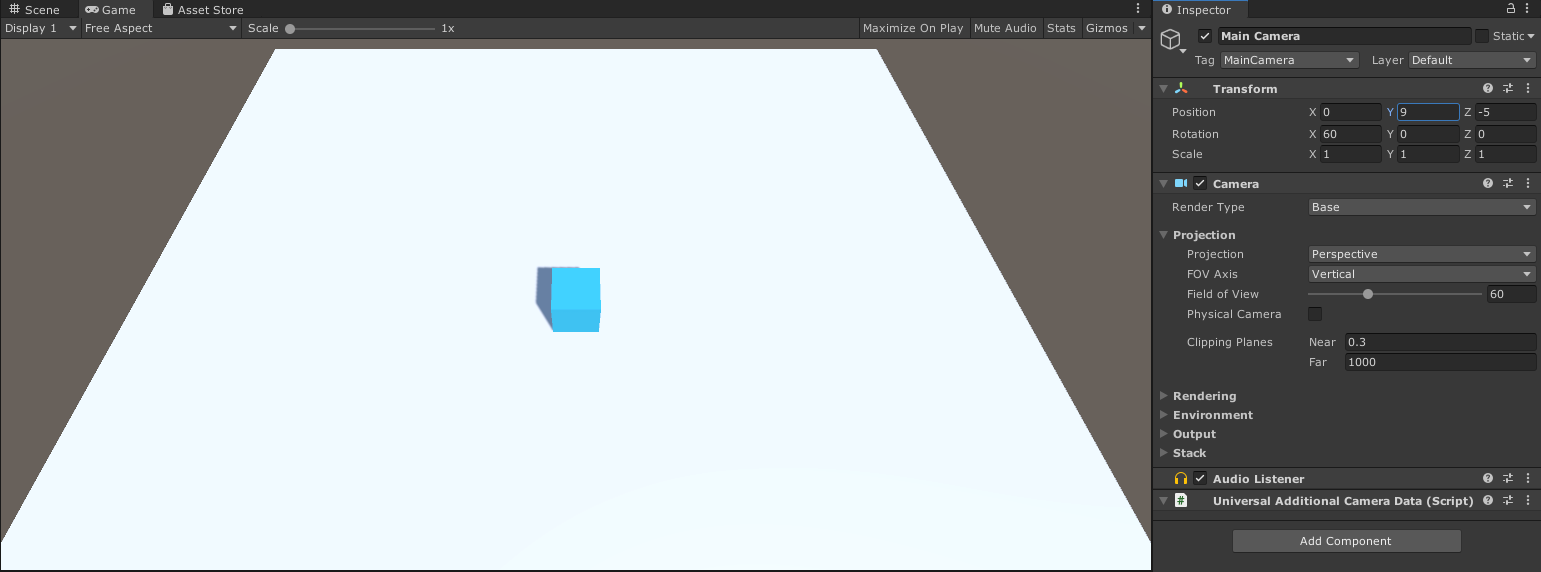 Scene Game Asset Store
Display 1 Free Aspect Scale 1x Maximize On Play Mute Audio Stats Gizmos
Inspector
Main Camera Static
Tag MainCamera Layer Default
Transform
Position X 0 Y 9 Z -5
Rotation X 60 Y 0 Z 0
Scale X 1 Y 1 Z 1
Camera
Render Type Base
Projection
Projection Perspective
FOV Axis Vertical
Field of View 60
Physical Camera
Clipping Planes Near 0.3
Far 1000
Rendering
Environment
Output
Stack
Audio Listener
# Universal Additional Camera Data (Script)
Add Component